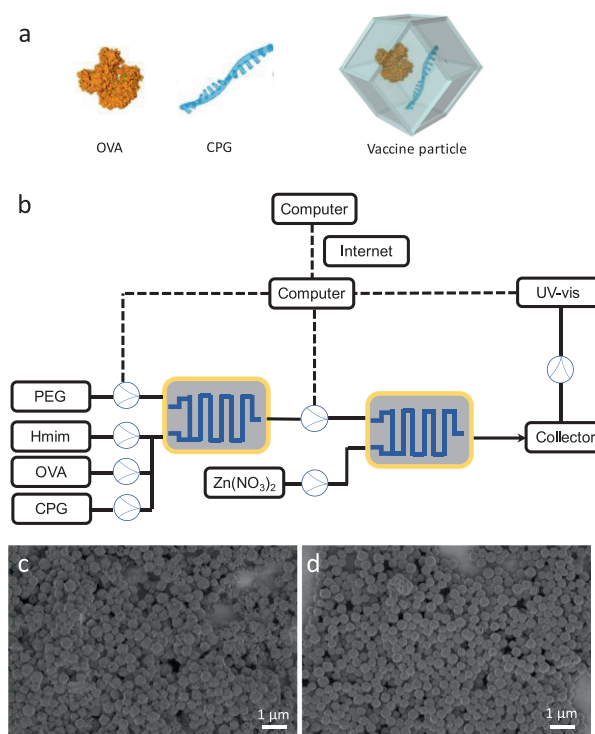 a
OVA
CPG
Vaccine particle
b
Computer
Internet
Computer
UV-vis
PEG
Hmim
OVA
CPG
Zn(NO₃)₂
Collector
c
1 μm
d
1 μm